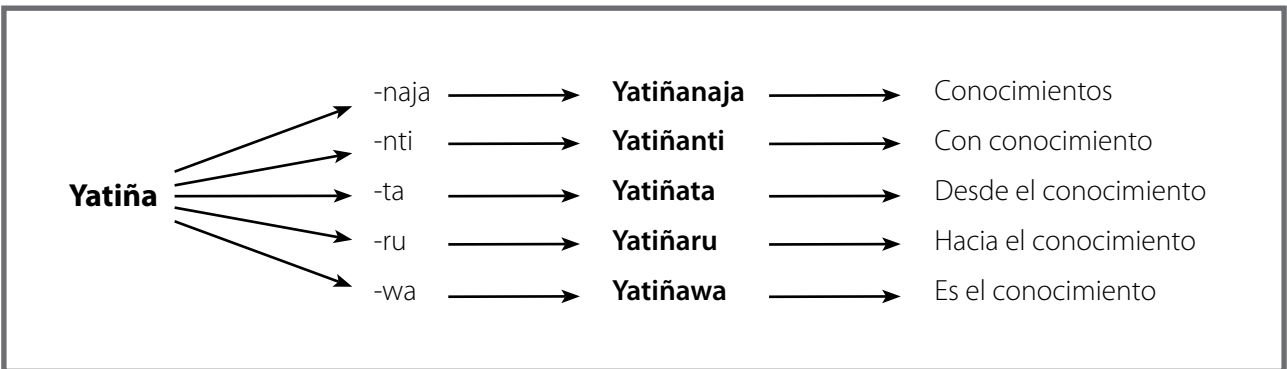 -naja Yatiñanaja Conocimientos
-nti Yatiñanti Con conocimiento
Yatiña -ta Yatiñata Desde el conocimiento
-ru Yatiñaru Hacia el conocimiento
-wa Yatiñawa Es el conocimiento